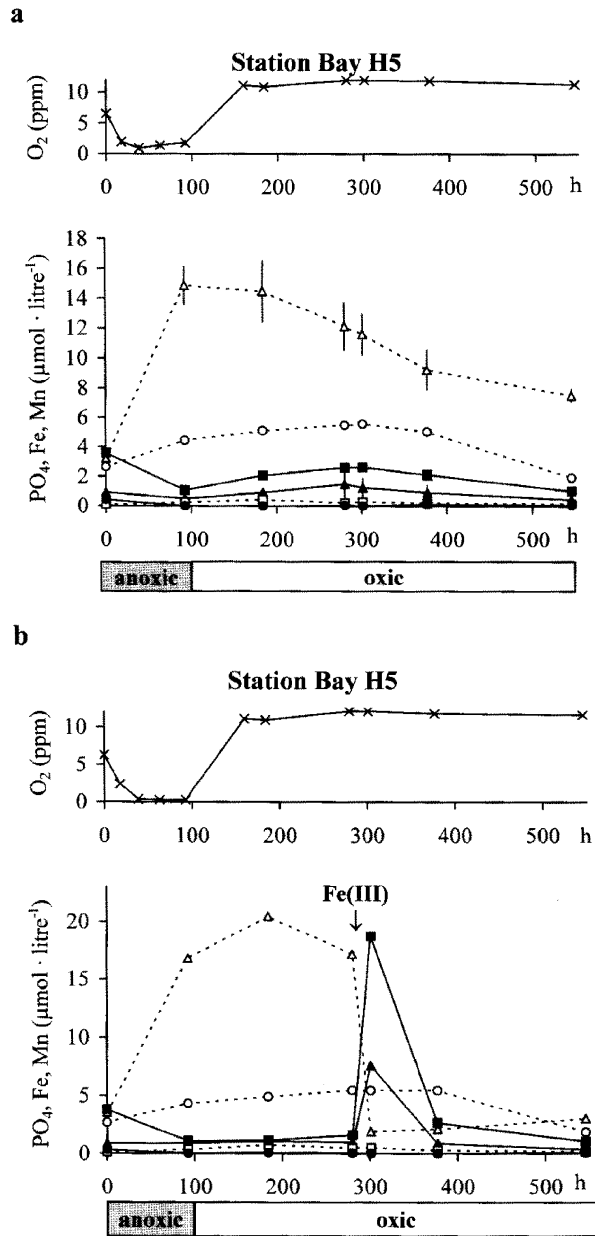 a
Station Bay H5
O₂ (ppm)
10
5
0
0 100 200 300 400 500 h
PO₄, Fe, Mn (µmol · litre⁻¹)
18
16
14
12
10
8
6
4
2
0
0 100 200 300 400 500 h
anoxic oxic
b
Station Bay H5
O₂ (ppm)
10
5
0
0 100 200 300 400 500 h
Fe(III)
PO₄, Fe, Mn (µmol · litre⁻¹)
20
15
10
5
0
0 100 200 300 400 500 h
anoxic oxic